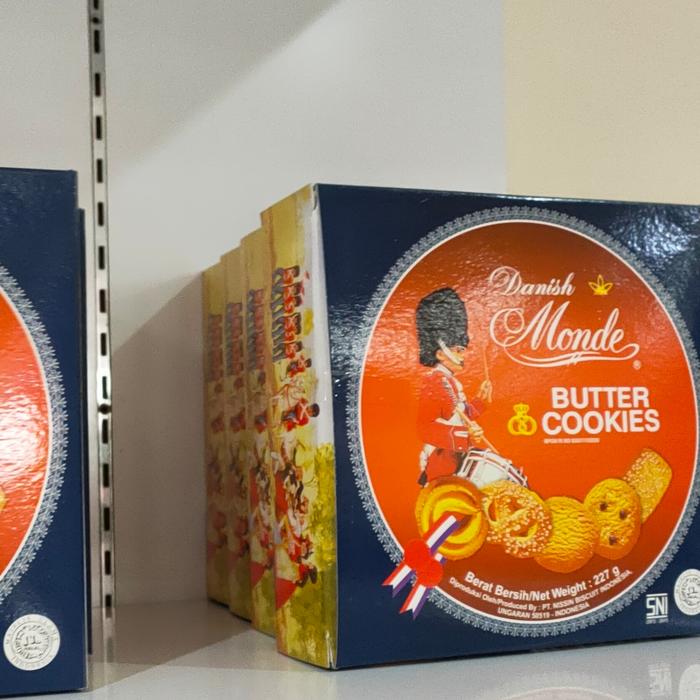 Danish
Monde
®
BUTTER
COOKIES
Berat Bersih/Net Weight : 227 g
Diproduksi Oleh/Produced By : PT. NISSIN BISCUIT INDONESIA,
UNGARAN 50519 - INDONESIA
SNI